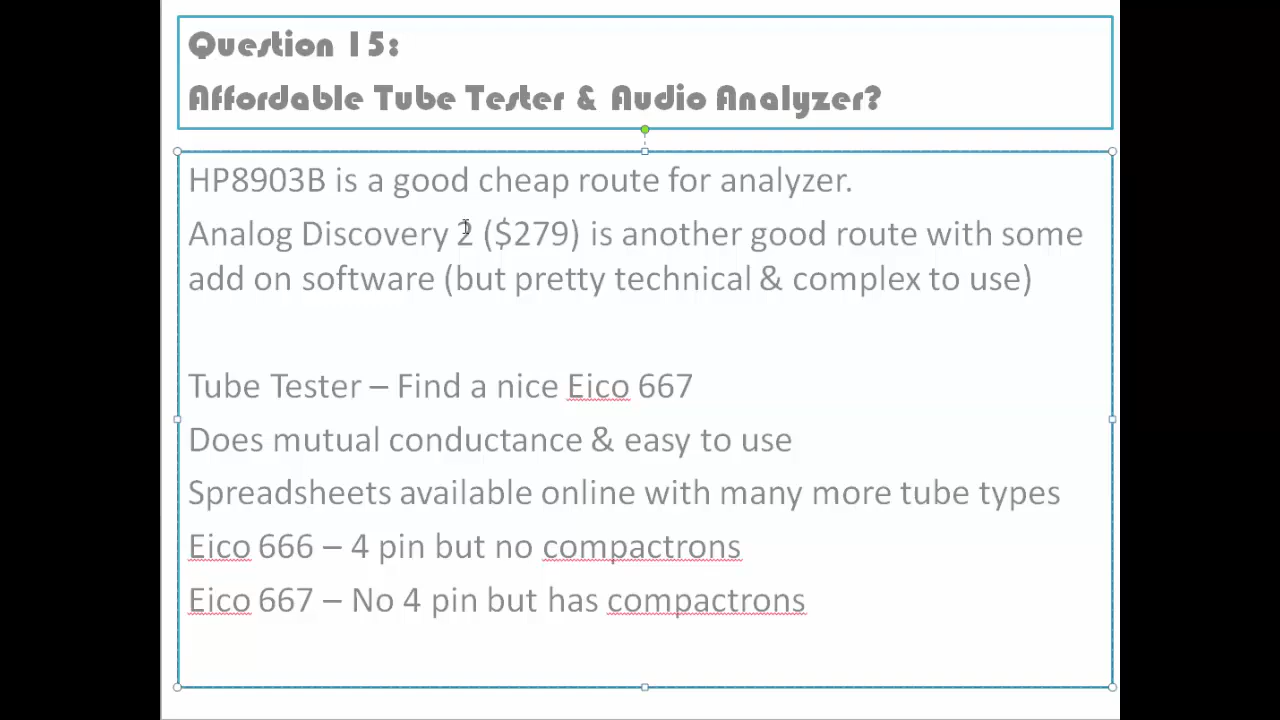 Question 15:
Affordable Tube Tester & Audio Analyzer?
HP8903B is a good cheap route for analyzer.
Analog Discovery 2 ($279) is another good route with some
add on software (but pretty technical & complex to use)
Tube Tester – Find a nice Eico 667
Does mutual conductance & easy to use
Spreadsheets available online with many more tube types
Eico 666 – 4 pin but no compactrons
Eico 667 – No 4 pin but has compactrons